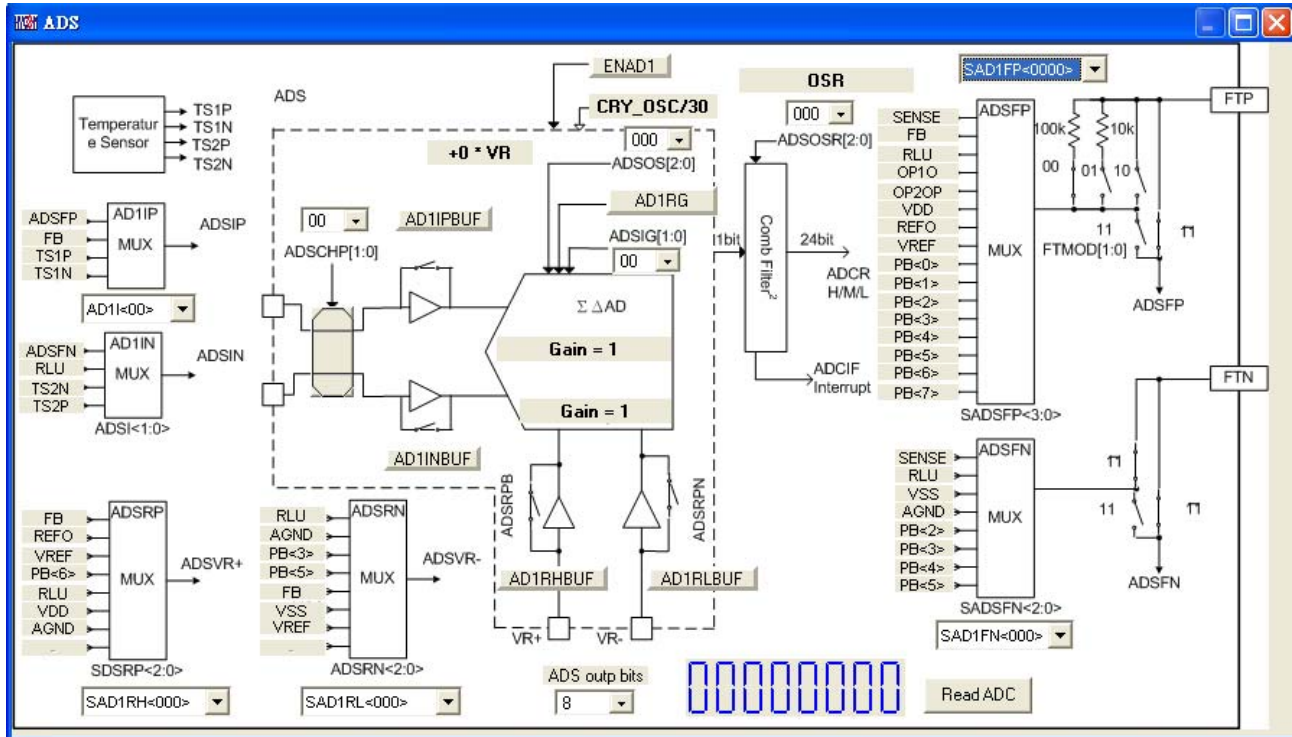 ADS
Temperatur
e Sensor
TS1P
TS1N
TS2P
TS2N
ADS
ENAD1
CRY_OSC/30
000
+0 * VR
ADSOS[2:0]
OSR
000
ADSOSR[2:0]
SAD1FP<0000>
FTP
ADSFP
FB
TS1P
TS1N
AD1IP
MUX
ADSIP
AD1I<00>
ADSFN
RLU
TS2N
TS2P
AD1IN
MUX
ADSIN
ADSI<1:0>
00
ADSCHP[1:0]
AD1IPBUF
AD1INBUF
AD1RG
ADSIG[1:0]
00
Σ ΔAD
Gain = 1
Gain = 1
1bit
Comb Filter²
24bit
ADCR
H/M/L
ADCIF
Interrupt
SENSE
FB
RLU
OP1O
OP2OP
VDD
REFO
VREF
PB<0>
PB<1>
PB<2>
PB<3>
PB<4>
PB<5>
PB<6>
PB<7>
ADSFP
MUX
SADSFP<3:0>
100k
10k
00
01
10
11
11
FTMOD[1:0]
ADSFP
FTN
SENSE
RLU
VSS
AGND
PB<2>
PB<3>
PB<4>
PB<5>
ADSFN
MUX
SADSFN<2:0>
SAD1FN<000>
11
11
11
ADSFN
FB
REFO
VREF
PB<6>
RLU
VDD
AGND
-
ADSRP
MUX
ADSVR+
SDSRP<2:0>
SAD1RH<000>
RLU
AGND
PB<3>
PB<5>
FB
VSS
VREF
-
ADSRN
MUX
ADSVR-
ADSRN<2:0>
SAD1RL<000>
ADSRPB
ADSRPN
AD1RHBUF
AD1RLBUF
VR+
VR-
ADS outp bits
8
00000000
Read ADC